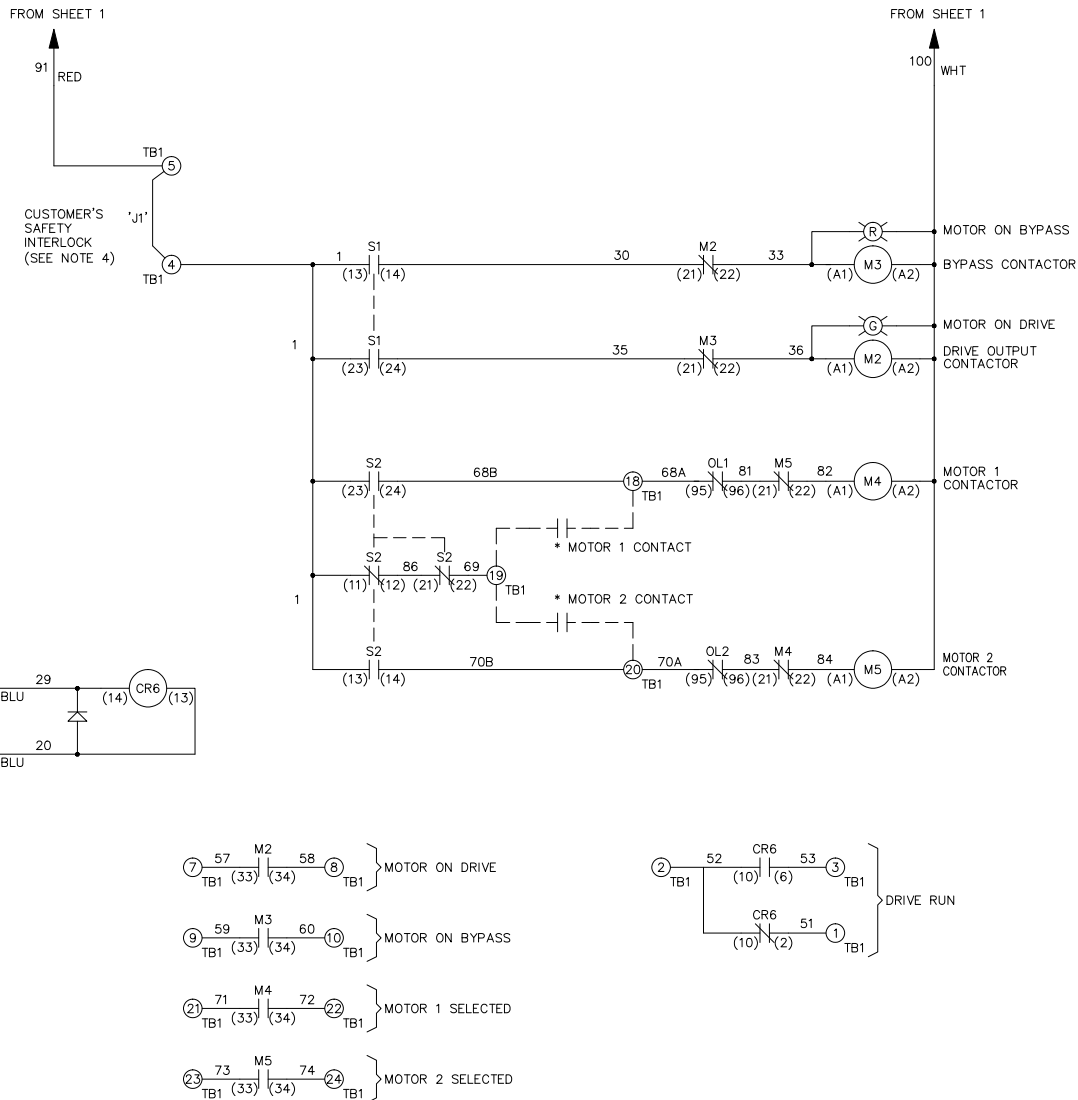 FROM SHEET 1
FROM SHEET 1
91
RED
100
WHT
TB1
5
CUSTOMER'S
SAFETY
INTERLOCK
(SEE NOTE 4)
'J1'
4
TB1
1
S1
(13)
(14)
30
M2
(21)
(22)
33
R
MOTOR ON BYPASS
(A1)
M3
(A2)
BYPASS CONTACTOR
1
S1
(23)
(24)
35
M3
(21)
(22)
36
G
MOTOR ON DRIVE
(A1)
M2
(A2)
DRIVE OUTPUT
CONTACTOR
S2
(23)
(24)
68B
18
TB1
68A
OL1
(95)
(96)
81
M5
(21)
(22)
82
(A1)
M4
(A2)
MOTOR 1
CONTACTOR
* MOTOR 1 CONTACT
1
S2
(11)
(12)
86
S2
(21)
(22)
69
19
TB1
* MOTOR 2 CONTACT
S2
(13)
(14)
70B
20
TB1
70A
OL2
(95)
(96)
83
M4
(21)
(22)
84
(A1)
M5
(A2)
MOTOR 2
CONTACTOR
29
BLU
(14)
CR6
(13)
20
BLU
7
TB1
57
M2
(33)
(34)
58
8
TB1
MOTOR ON DRIVE
9
TB1
59
M3
(33)
(34)
60
10
TB1
MOTOR ON BYPASS
21
TB1
71
M4
(33)
(34)
72
22
TB1
MOTOR 1 SELECTED
23
TB1
73
M5
(33)
(34)
74
24
TB1
MOTOR 2 SELECTED
2
TB1
52
CR6
(10)
(6)
53
3
TB1
CR6
(10)
(2)
51
1
TB1
DRIVE RUN